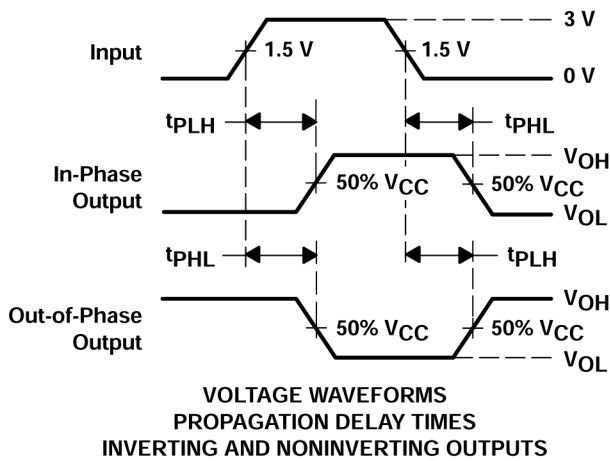 3 V
Input
1.5 V
1.5 V
0 V
tPLH
tPHL
In-Phase
Output
VOH
50% VCC
50% VCC
VOL
tPHL
tPLH
Out-of-Phase
Output
VOH
50% VCC
50% VCC
VOL
VOLTAGE WAVEFORMS
PROPAGATION DELAY TIMES
INVERTING AND NONINVERTING OUTPUTS